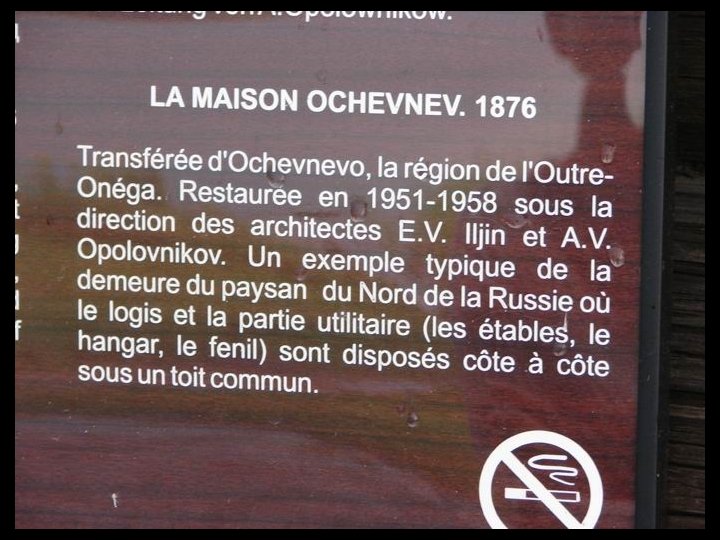 von A.Opolownikow.
LA MAISON OCHEVNEV. 1876
Transférée d'Ochevnevo, la région de l'Outre-
Onéga. Restaurée en 1951-1958 sous la
direction des architectes E.V. Iljin et A.V.
Opolovnikov. Un exemple typique de la
demeure du paysan du Nord de la Russie où
le logis et la partie utilitaire (les étables, le
hangar, le fenil) sont disposés côte à côte
sous un toit commun.